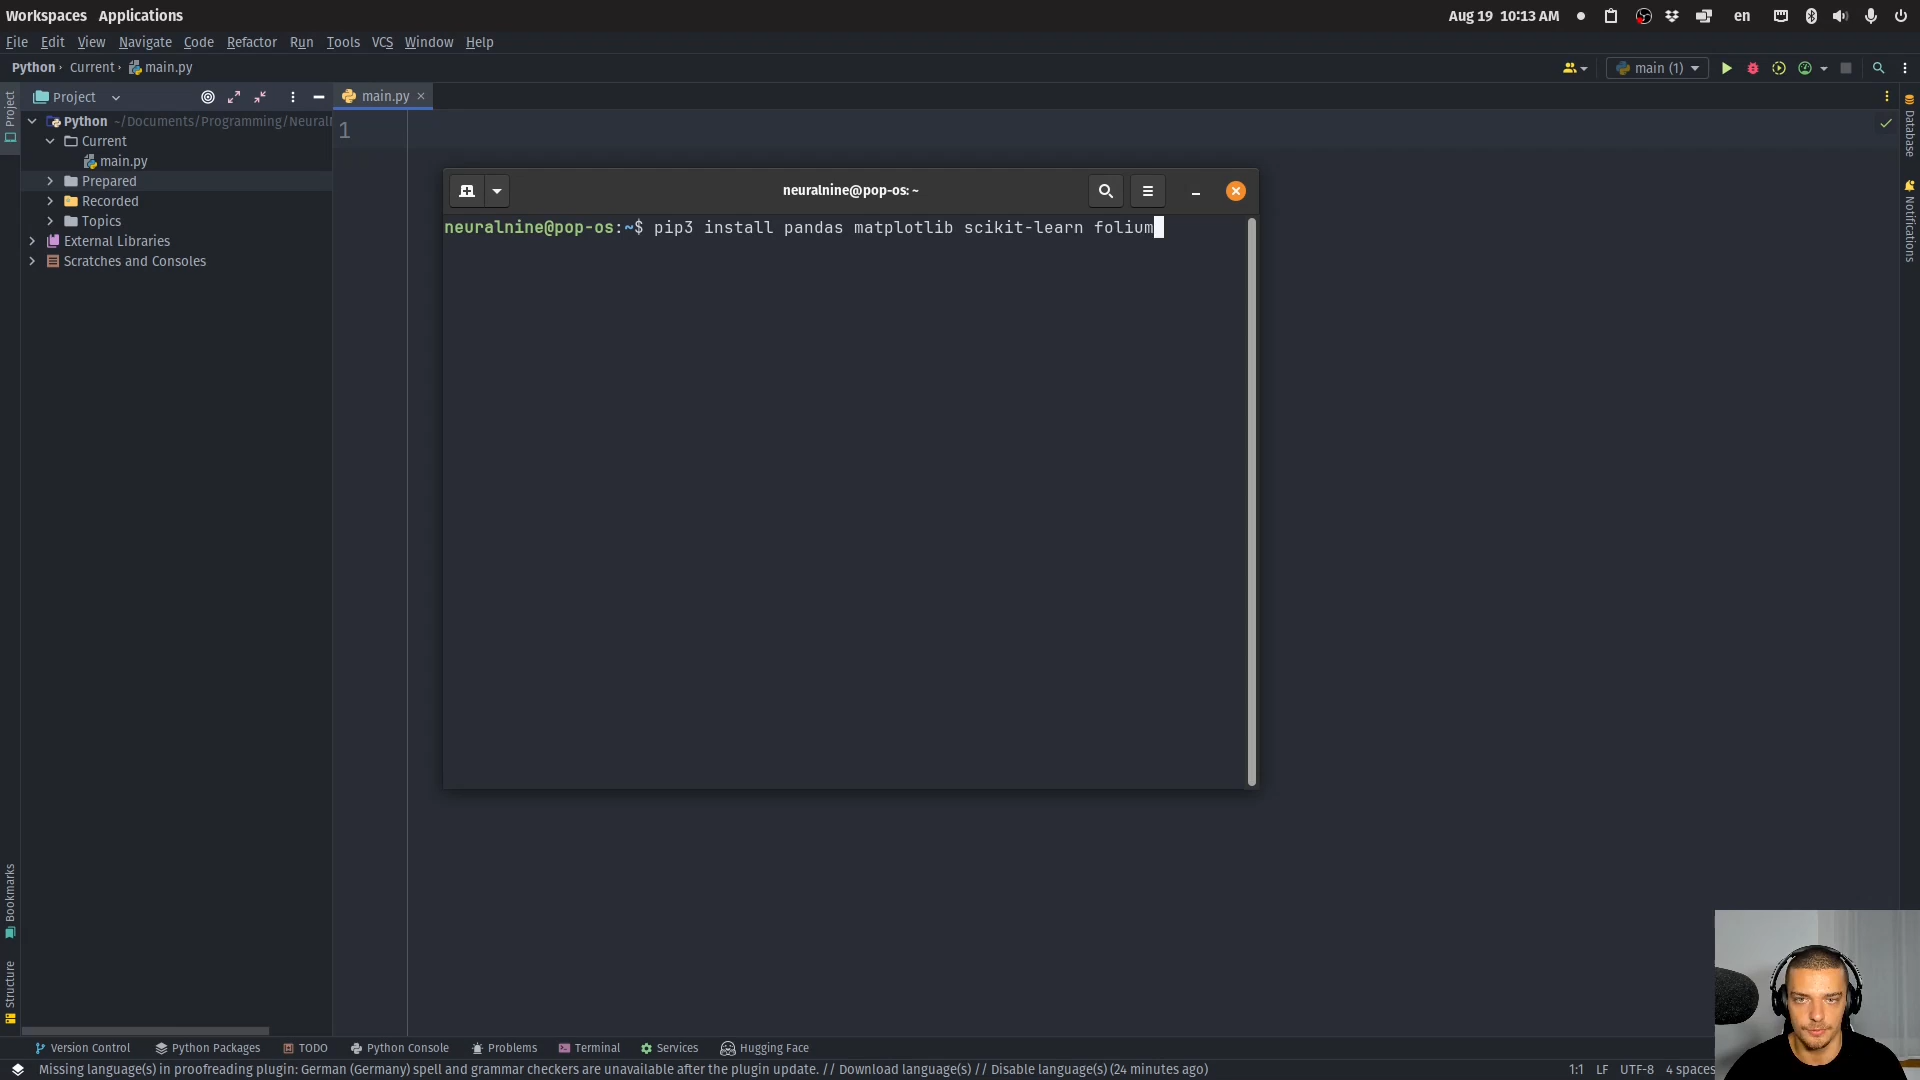 Workspaces Applications
Aug 19 10:13 AM
en
File Edit View Navigate Code Refactor Run Tools VCS Window Help
Python Current main.py
main (1)
Project
main.py
Project
Python ~/Documents/Programming/Neural
1
Current
main.py
Prepared
Recorded
Topics
External Libraries
Scratches and Consoles
neuralnine@pop-os: ~
neuralnine@pop-os:~$ pip3 install pandas matplotlib scikit-learn folium
Database
Notifications
Bookmarks
Structure
Version Control Python Packages TODO Python Console Problems Terminal Services Hugging Face
Missing language(s) in proofreading plugin: German (Germany) spell and grammar checkers are unavailable after the plugin update. // Download language(s) // Disable language(s) (24 minutes ago)
1:1 LF UTF-8 4 spaces